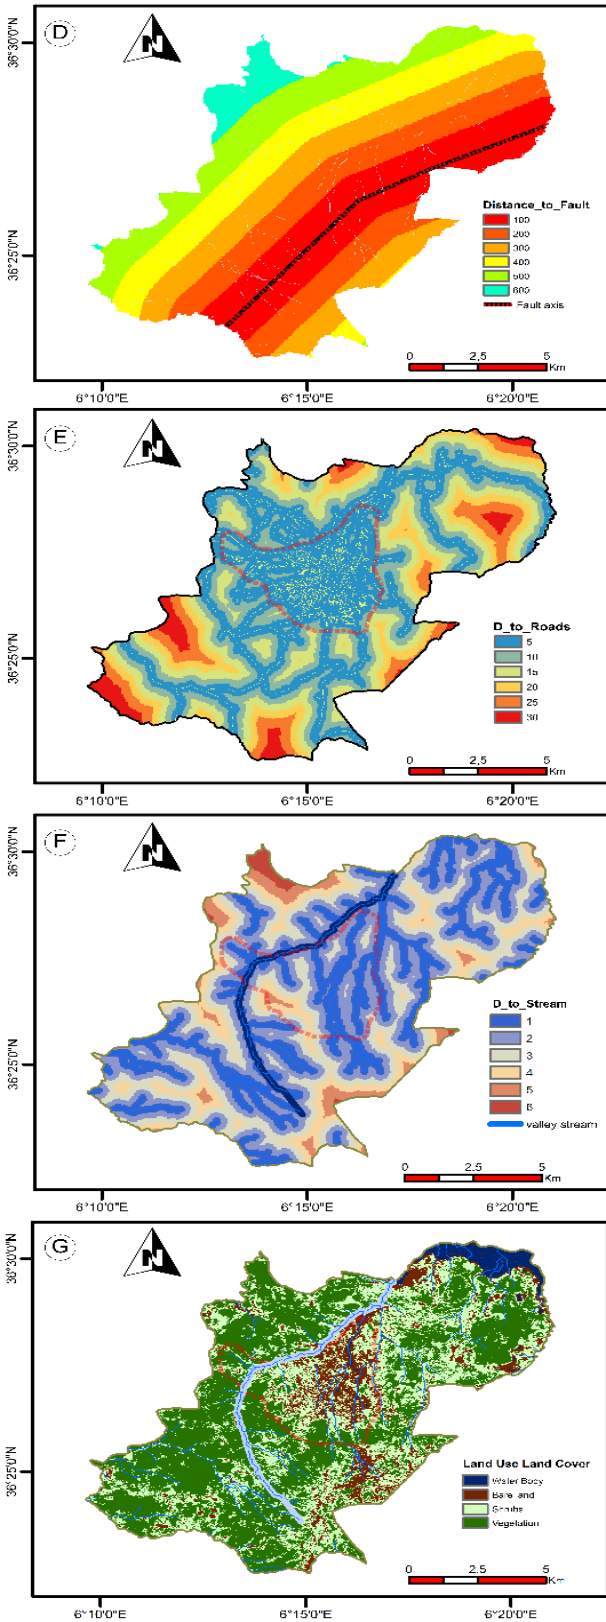 D
N
36°30'0"N
36°25'0"N
Distance_to_Fault
100
200
300
400
500
600
Fault axis
0 2,5 5
Km
6°10'0"E 6°15'0"E 6°20'0"E
E
N
36°30'0"N
36°25'0"N
D_to_Roads
5
10
15
20
25
30
0 2,5 5
Km
6°10'0"E 6°15'0"E 6°20'0"E
F
N
36°30'0"N
36°25'0"N
D_to_Stream
1
2
3
4
5
6
valley stream
0 2.5 5
Km
6°10'0"E 6°15'0"E 6°20'0"E
G
N
36°30'0"N
36°25'0"N
Land Use Land Cover
Water Body
Bare land
Shrubs
Vegetation
0 2.5 5
Km
6°10'0"E 6°15'0"E 6°20'0"E